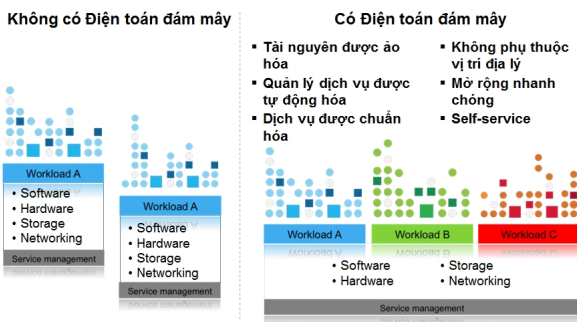 Không có Điện toán đám mây
Workload A
• Software
• Hardware
• Storage
• Networking
Service management
Workload A
• Software
• Hardware
• Storage
• Networking
Service management
Có Điện toán đám mây
▪ Tài nguyên được ảo
hóa
▪ Quản lý dịch vụ được
tự động hóa
▪ Dịch vụ được chuẩn
hóa
▪ Không phụ thuộc
vị trí địa lý
▪ Mở rộng nhanh
chóng
▪ Self-service
Workload A
Workload B
Workload C
• Software
• Hardware
• Storage
• Networking
Service management